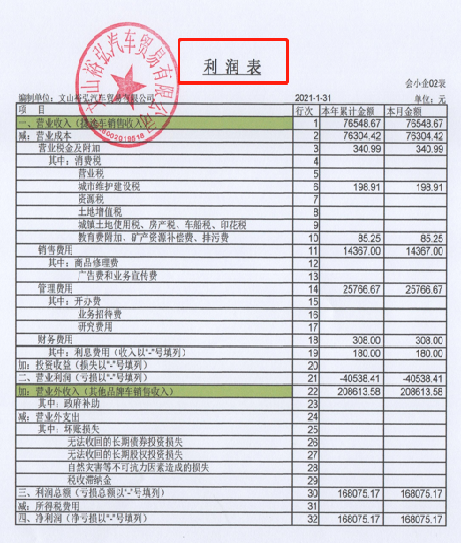 文山裕弘汽车贸易有限公司
利润表
会小企02表
编制单位：文山裕弘汽车贸易有限公司 2021-1-31 单位：元
项目 行次 本年累计金额 本月金额
一、营业收入 车销售收入） 1 76548.67 76548.67
减：营业成本 2 76304.42 76304.42
营业税金及附加 3 340.99 340.99
其中：消费税 4
营业税 5
城市维护建设税 6 198.91 198.91
资源税 7
土地增值税 8
城镇土地使用税、房产税、车船税、印花税 9
教育费附加、矿产资源补偿费、排污费 10 85.25 85.25
销售费用 11 14367.00 14367.00
其中：商品修理费 12
广告费和业务宣传费 13
管理费用 14 25766.67 25766.67
其中：开办费 15
业务招待费 16
研究费用 17
财务费用 18 308.00 308.00
其中：利息费用（收入以“-”号填列） 19 180.00 180.00
加：投资收益（损失以“-”号填列） 20
二、营业利润（亏损以“-”号填列） 21 -40538.41 -40538.41
加：营业外收入（其他品牌车销售收入） 22 208613.58 208613.58
其中：政府补助 23
减：营业外支出 24
其中：坏账损失 25
无法收回的长期债券投资损失 26
无法收回的长期股权投资损失 27
自然灾害等不可抗力因素造成的损失 28
税收滞纳金 29
三、利润总额（亏损总额以“-”号填列） 30 168075.17 168075.17
减：所得税费用 31
四、净利润（净亏损以“-”号填列） 32 168075.17 168075.17